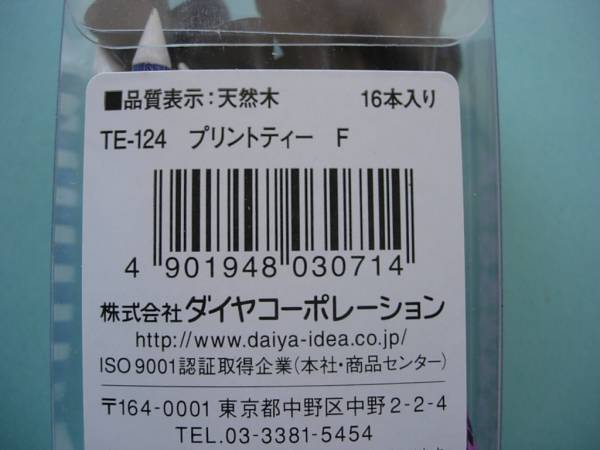 ■品質表示：天然木　16本入り
TE-124　プリントティー　F
4 901948 030714
株式会社ダイヤコーポレーション
http://www.daiya-idea.co.jp/
ISO 9001認証取得企業（本社・商品センター）
〒164-0001 東京都中野区中野2-2-4
TEL.03-3381-5454